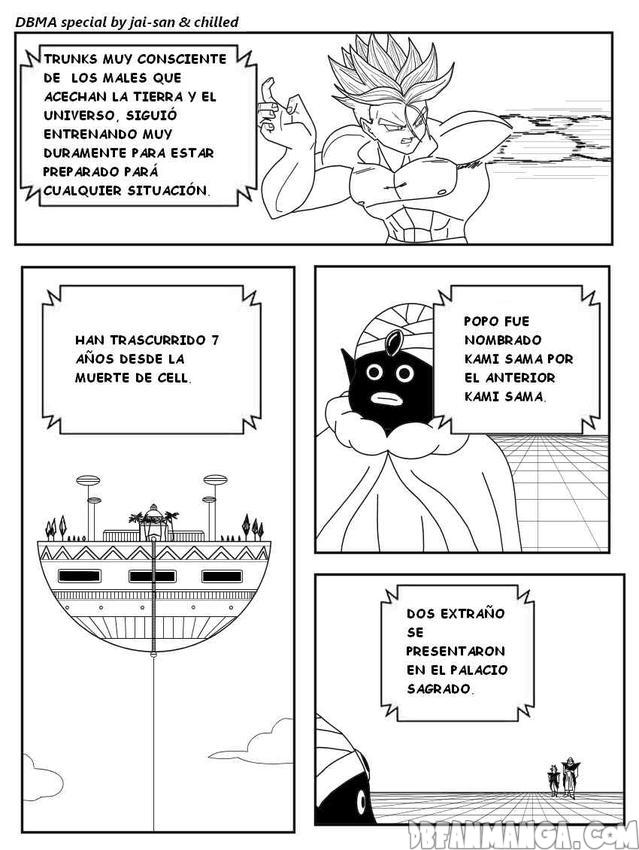 DBMA special by jai-san & chilled
TRUNKS MUY CONSCIENTE
DE LOS MALES QUE
ACECHAN LA TIERRA Y EL
UNIVERSO, SIGUIÓ
ENTRENANDO MUY
DURAMENTE PARA ESTAR
PREPARADO PARÁ
CUALQUIER SITUACIÓN.
HAN TRASCURRIDO 7
AÑOS DESDE LA
MUERTE DE CELL.
POPO FUE
NOMBRADO
KAMI SAMA POR
EL ANTERIOR
KAMI SAMA.
DOS EXTRAÑO
SE
PRESENTARON
EN EL PALACIO
SAGRADO.
DBFANMANGA.COM